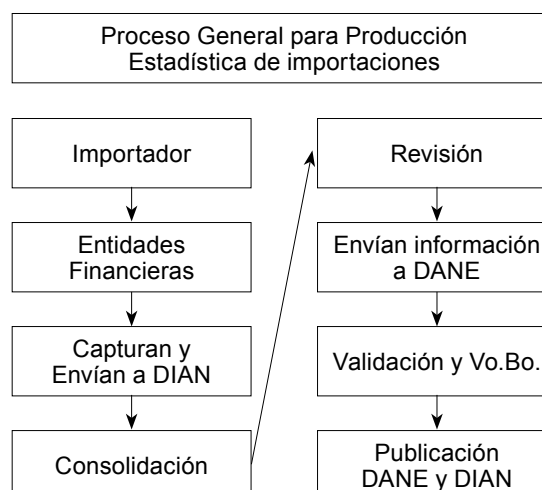 Proceso General para Producción
Estadística de importaciones
Importador
Entidades
Financieras
Capturan y
Envían a DIAN
Consolidación
Revisión
Envían información
a DANE
Validación y Vo.Bo.
Publicación
DANE y DIAN